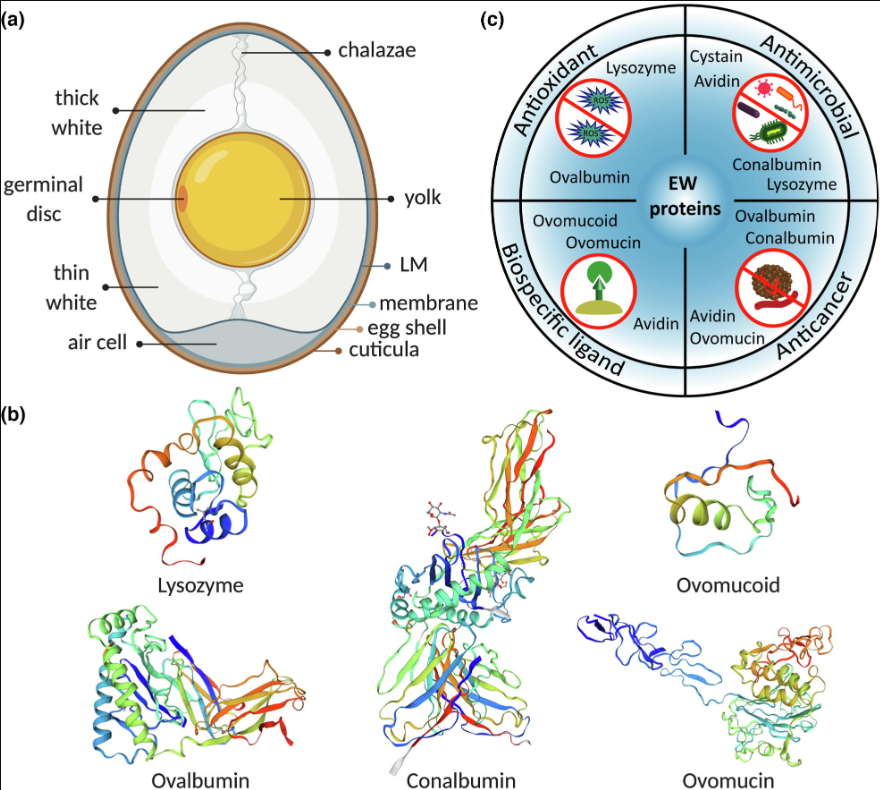 (a)
chalazae
thick
white
germinal
disc
yolk
thin
white
LM
membrane
egg shell
cuticula
air cell
(c)
Antioxidant
Lysozyme
ROS
ROS
Ovalbumin
Antimicrobial
Cystain
Avidin
Conalbumin
Lysozyme
EW
proteins
Biospecific ligand
Ovomucoid
Ovomucin
Avidin
Anticancer
Ovalbumin
Conalbumin
Avidin
Ovomucin
(b)
Lysozyme
Ovomucoid
Ovalbumin
Conalbumin
Ovomucin